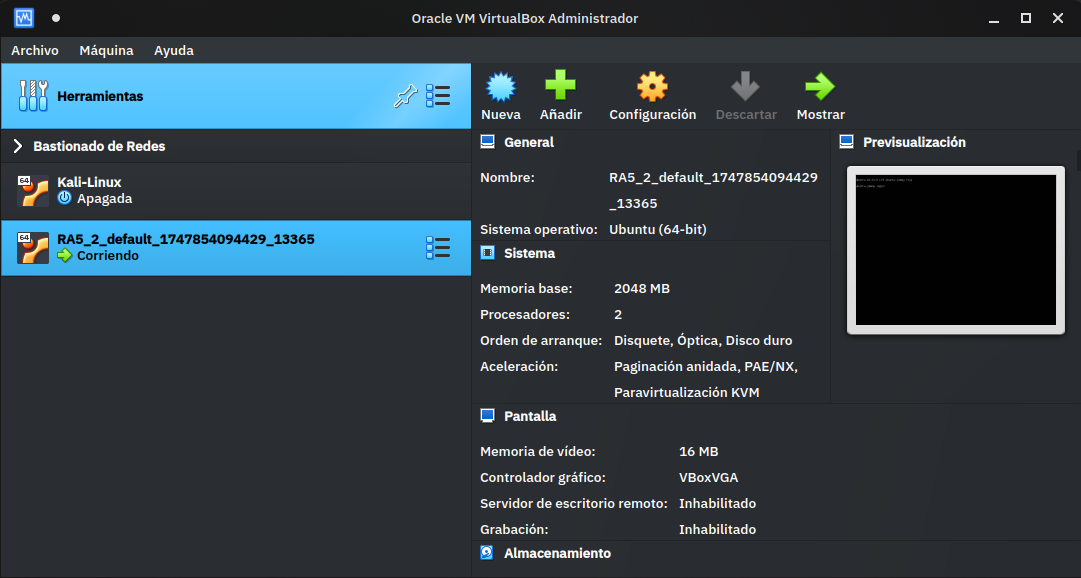 Oracle VM VirtualBox Administrador
Archivo Máquina Ayuda
Herramientas
Nueva Añadir Configuración Descartar Mostrar
Bastionado de Redes
64
Kali-Linux
Apagada
64
RA5_2_default_1747854094429_13365
Corriendo
General
Nombre: RA5_2_default_1747854094429
_13365
Sistema operativo: Ubuntu (64-bit)
Sistema
Memoria base: 2048 MB
Procesadores: 2
Orden de arranque: Disquete, Óptica, Disco duro
Aceleración: Paginación anidada, PAE/NX,
Paravirtualización KVM
Previsualización
Pantalla
Memoria de vídeo: 16 MB
Controlador gráfico: VBoxVGA
Servidor de escritorio remoto: Inhabilitado
Grabación: Inhabilitado
Almacenamiento